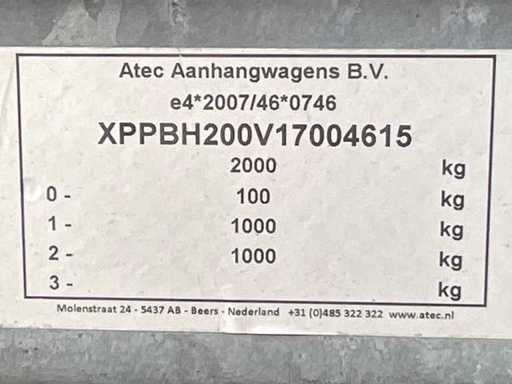 Atec Aanhangwagens B.V.
e4*2007/46*0746
XPPBH200V17004615
2000 kg
0- 100 kg
1- 1000 kg
2- 1000 kg
3- kg
Molenstraat 24 - 5437 AB - Beers - Nederland +31 (0)485 322 322 www.atec.nl